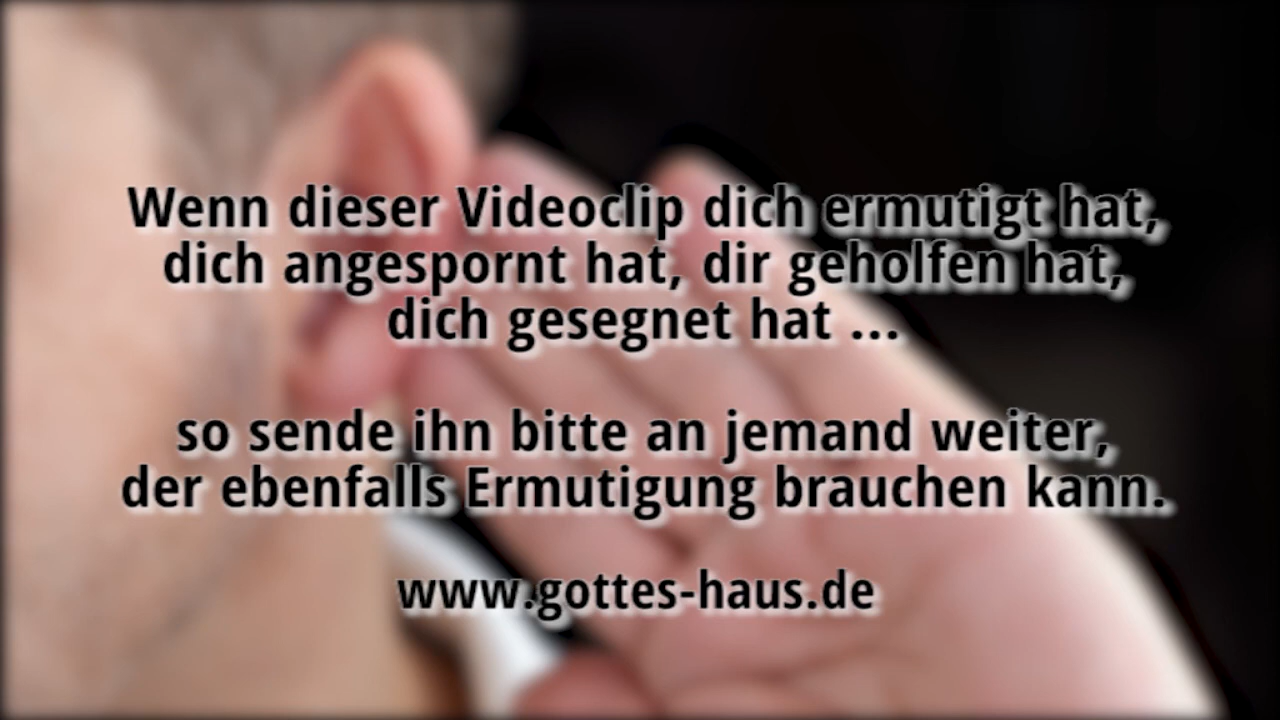 Wenn dieser Videoclip dich ermutigt hat,
dich angespornt hat, dir geholfen hat,
dich gesegnet hat ...
so sende ihn bitte an jemand weiter,
der ebenfalls Ermutigung brauchen kann.
www.gottes-haus.de